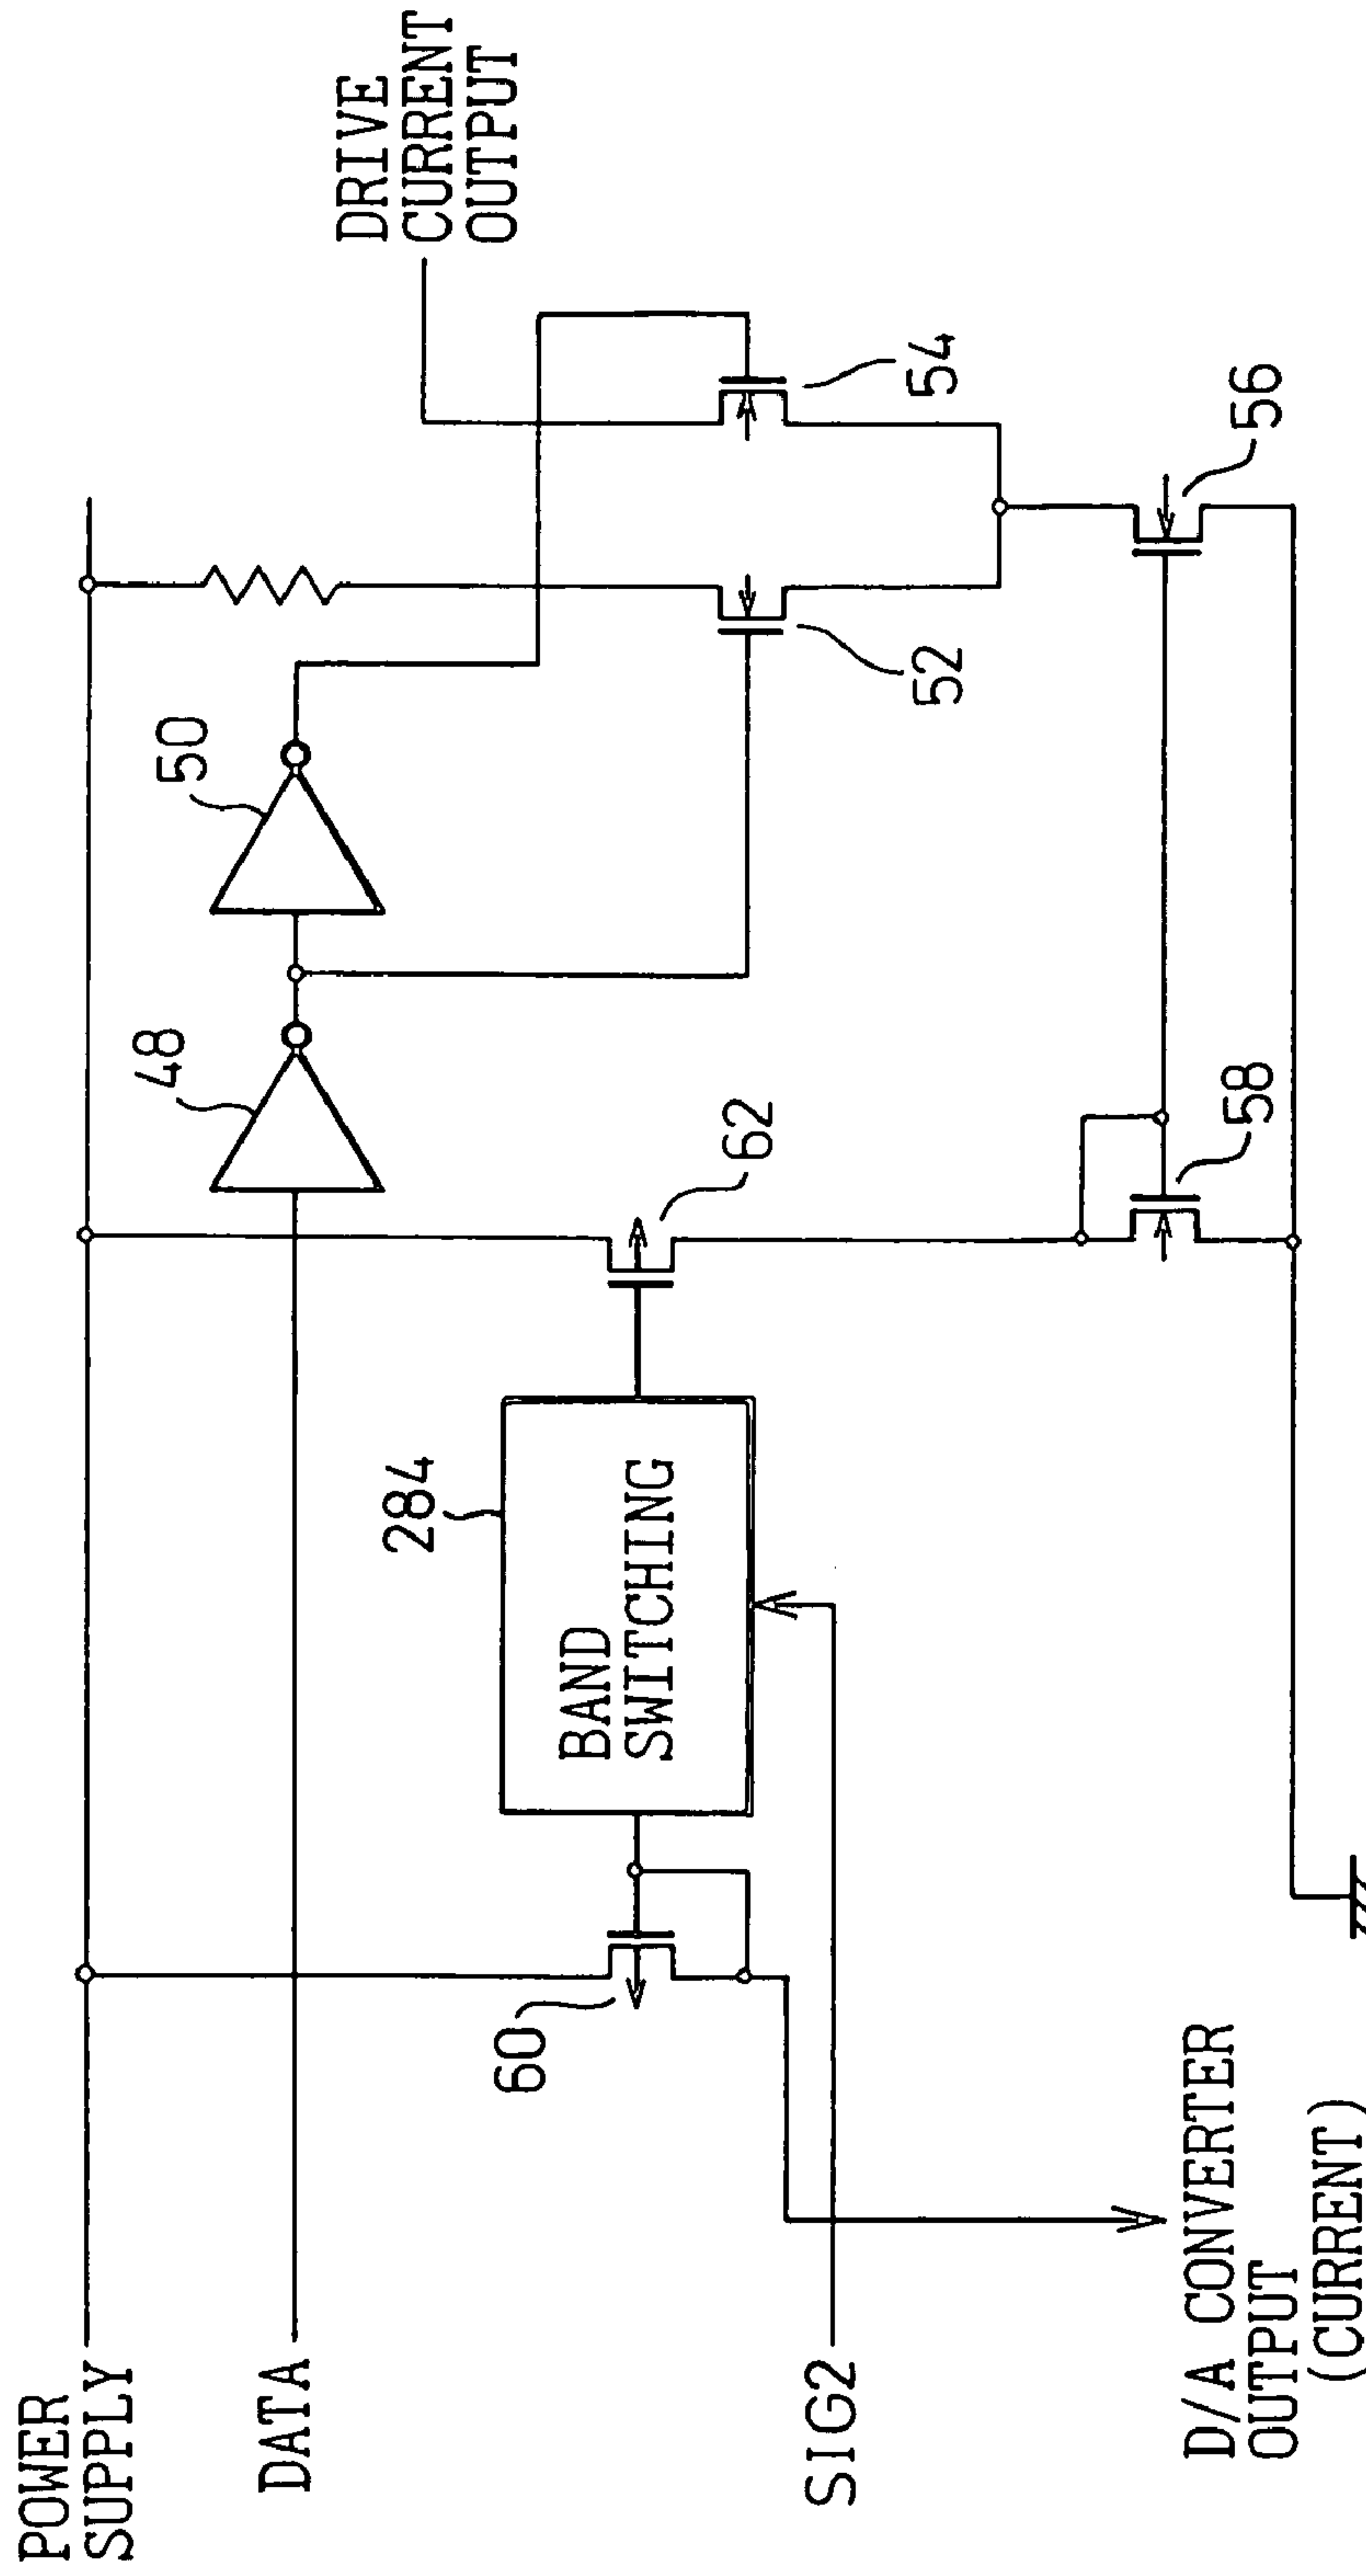 POWER
SUPPLY
DATA
SIG2
D/A CONVERTER
OUTPUT
(CURRENT)
60
BAND
SWITCHING
284
62
48
50
58
52
54
56
DRIVE
CURRENT
OUTPUT